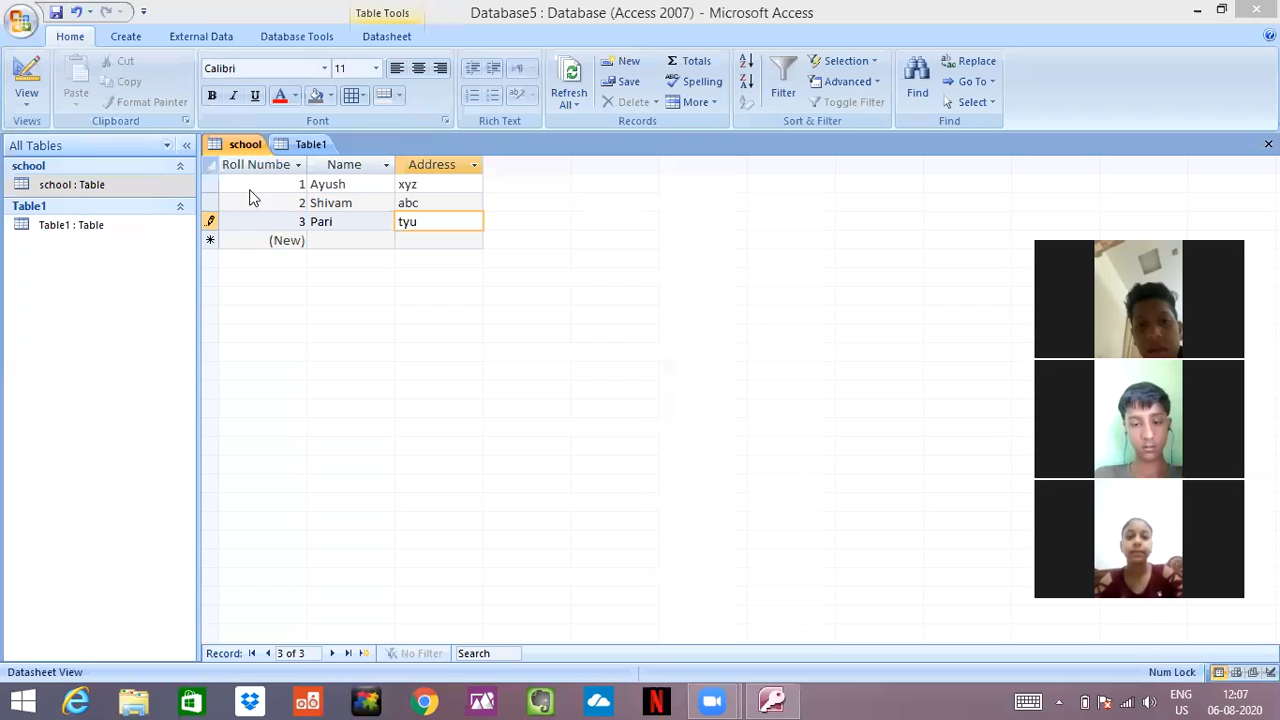 Table Tools
Database5 : Database (Access 2007) - Microsoft Access
Home
Create
External Data
Database Tools
Datasheet
View
Views
Paste
Cut
Copy
Format Painter
Clipboard
Calibri
11
B I U A
Font
Rich Text
Refresh
All
New
Save
Delete
Totals
Spelling
More
Records
Filter
Selection
Advanced
Toggle Filter
Sort & Filter
Find
Replace
Go To
Select
Find
All Tables
school
school : Table
Table1
Table1 : Table
school
Table1
Roll Numbe Name Address
1 Ayush xyz
2 Shivam abc
3 Pari tyu
(New)
Record: 3 of 3 No Filter Search
Datasheet View
Num Lock
ENG
US
12:07
06-08-2020